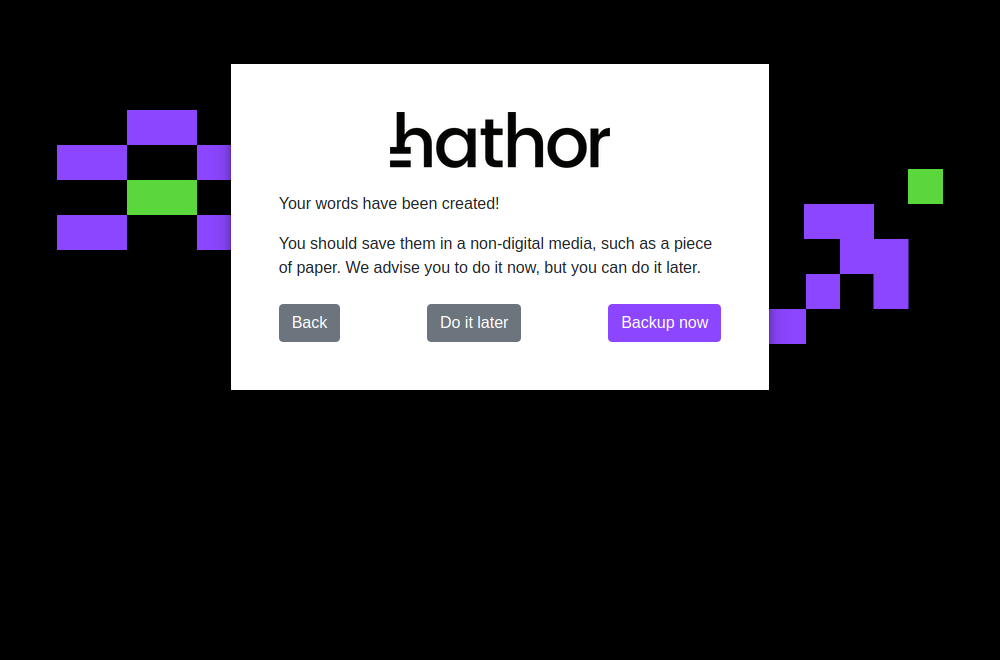 hathor
Your words have been created!
You should save them in a non-digital media, such as a piece
of paper. We advise you to do it now, but you can do it later.
Back
Do it later
Backup now